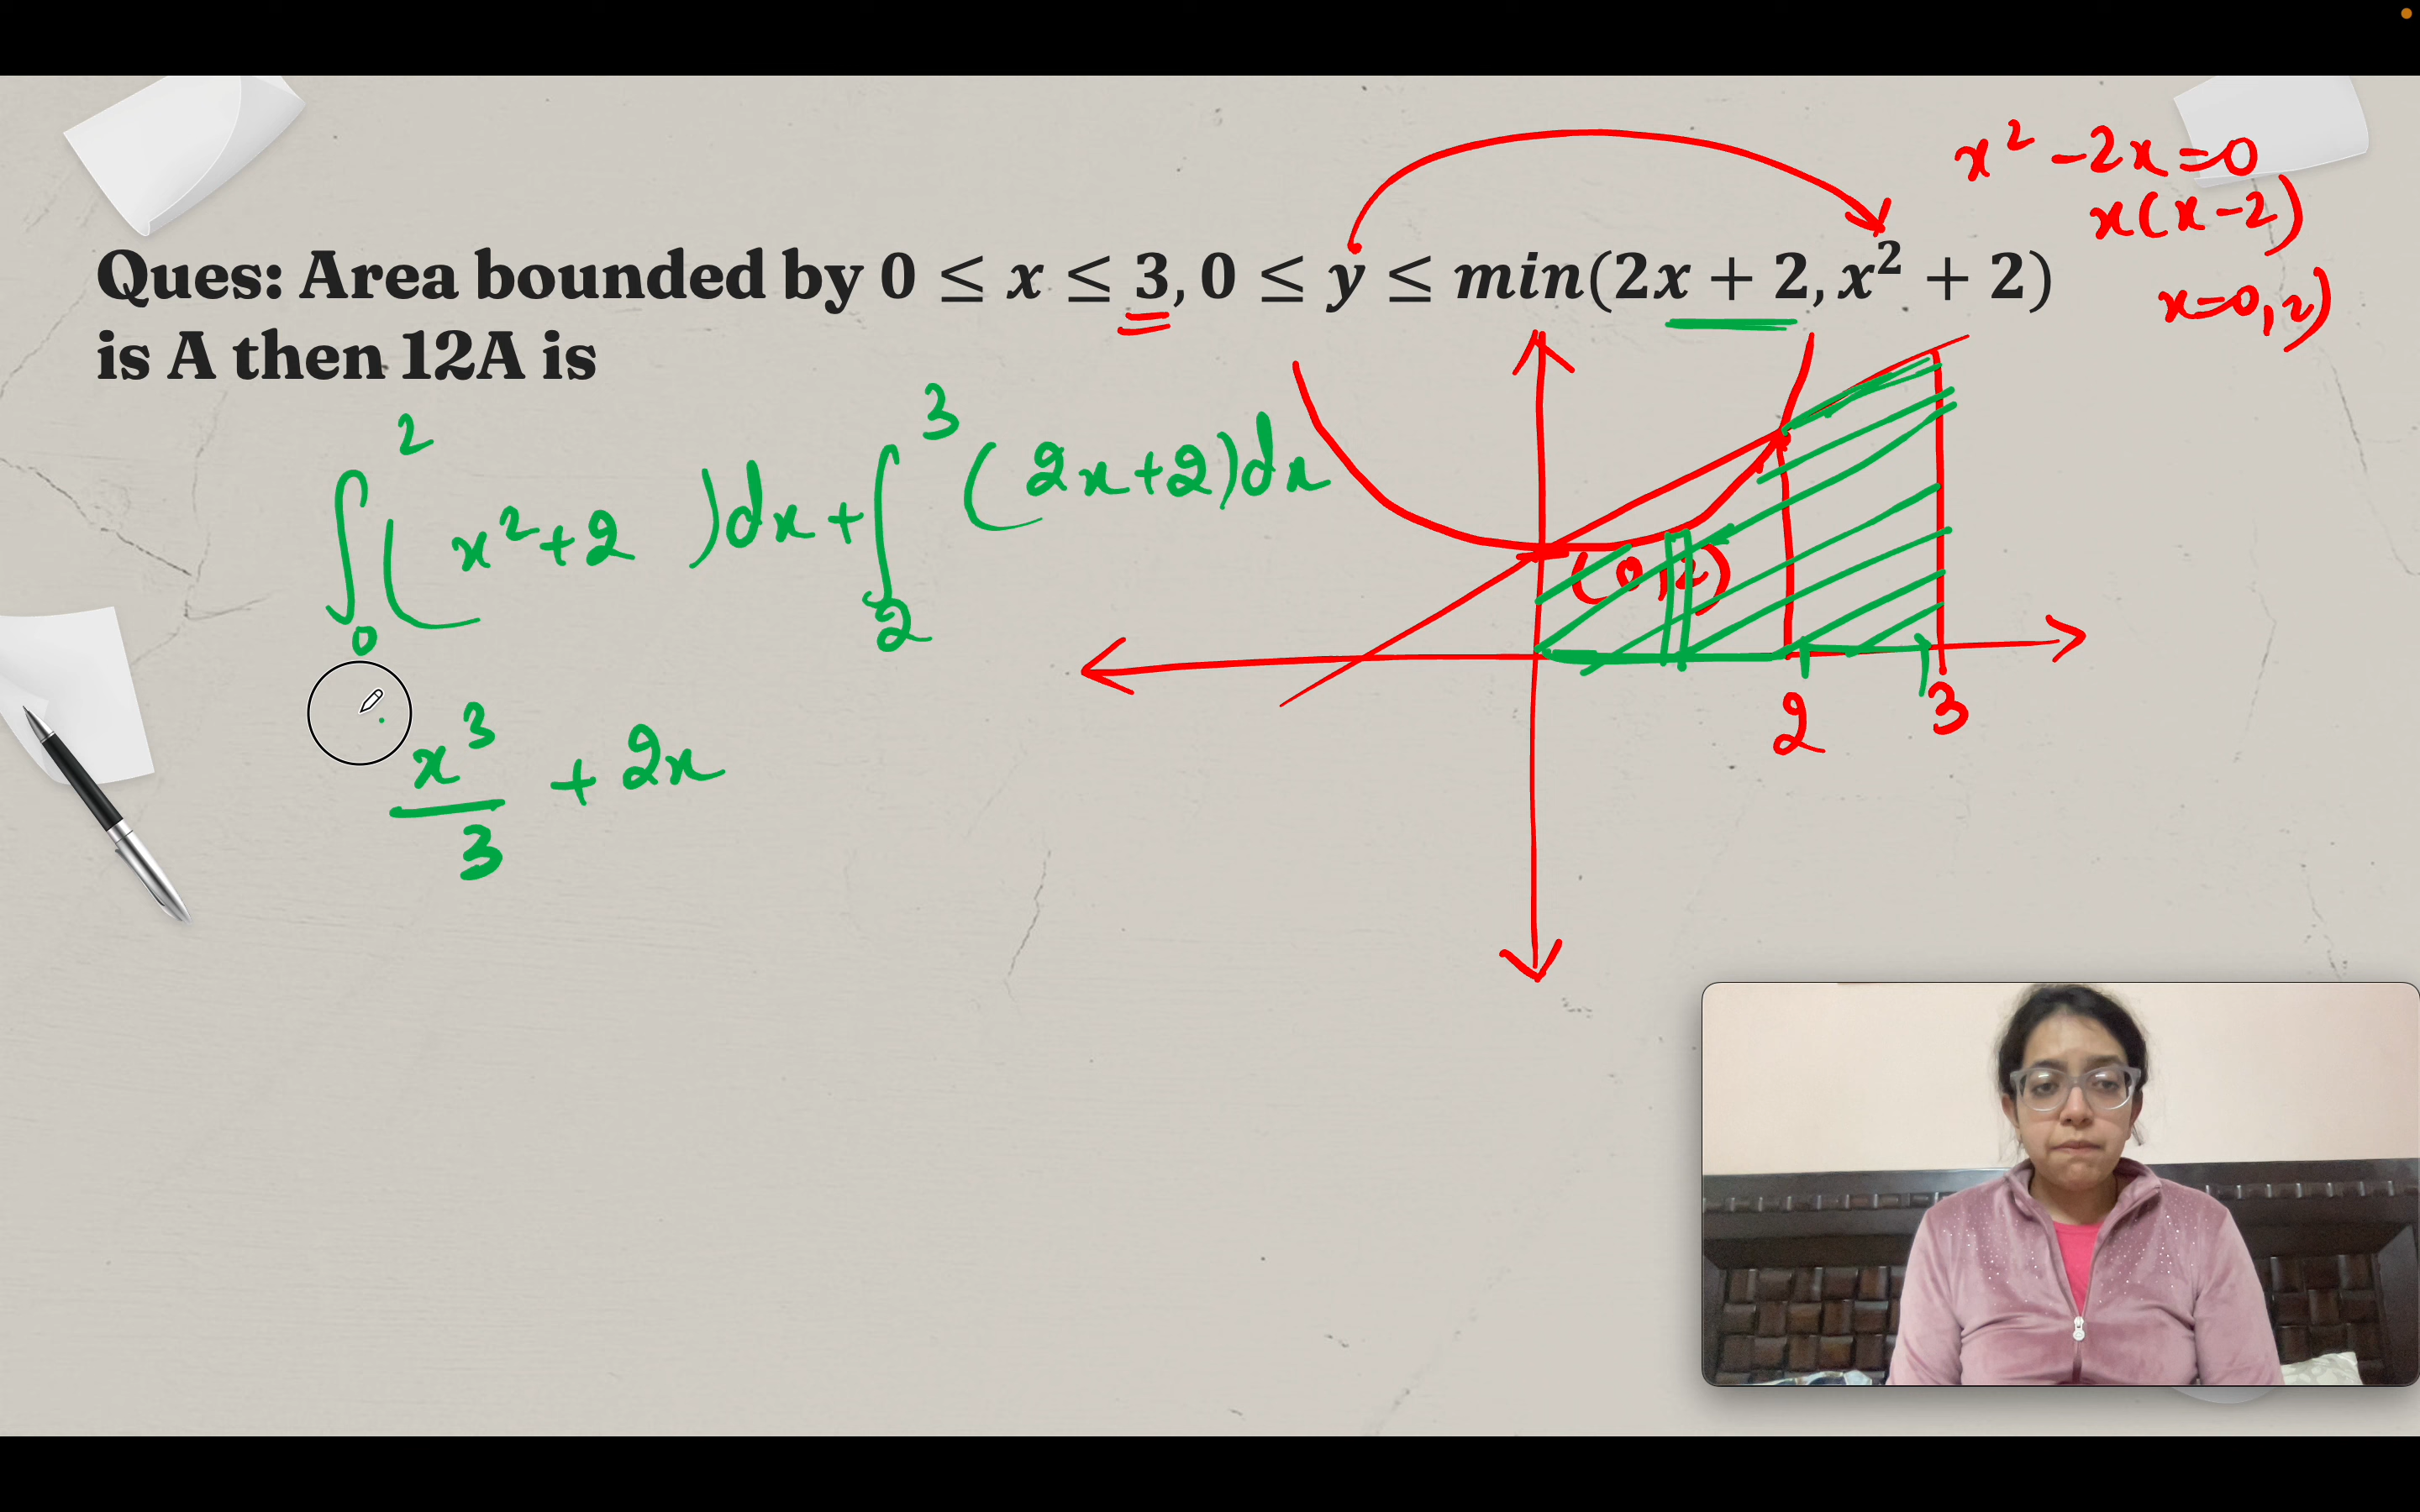 x² - 2x = 0
x(x-2)
x=0,2)
Ques: Area bounded by 0 ≤ x ≤ 3, 0 ≤ y ≤ min(2x + 2, x² + 2)
is A then 12A is
∫₀² (x²+2 )dx + ∫₂³ (2x+2)dx
(0,2)
2 3
x³/3 + 2x